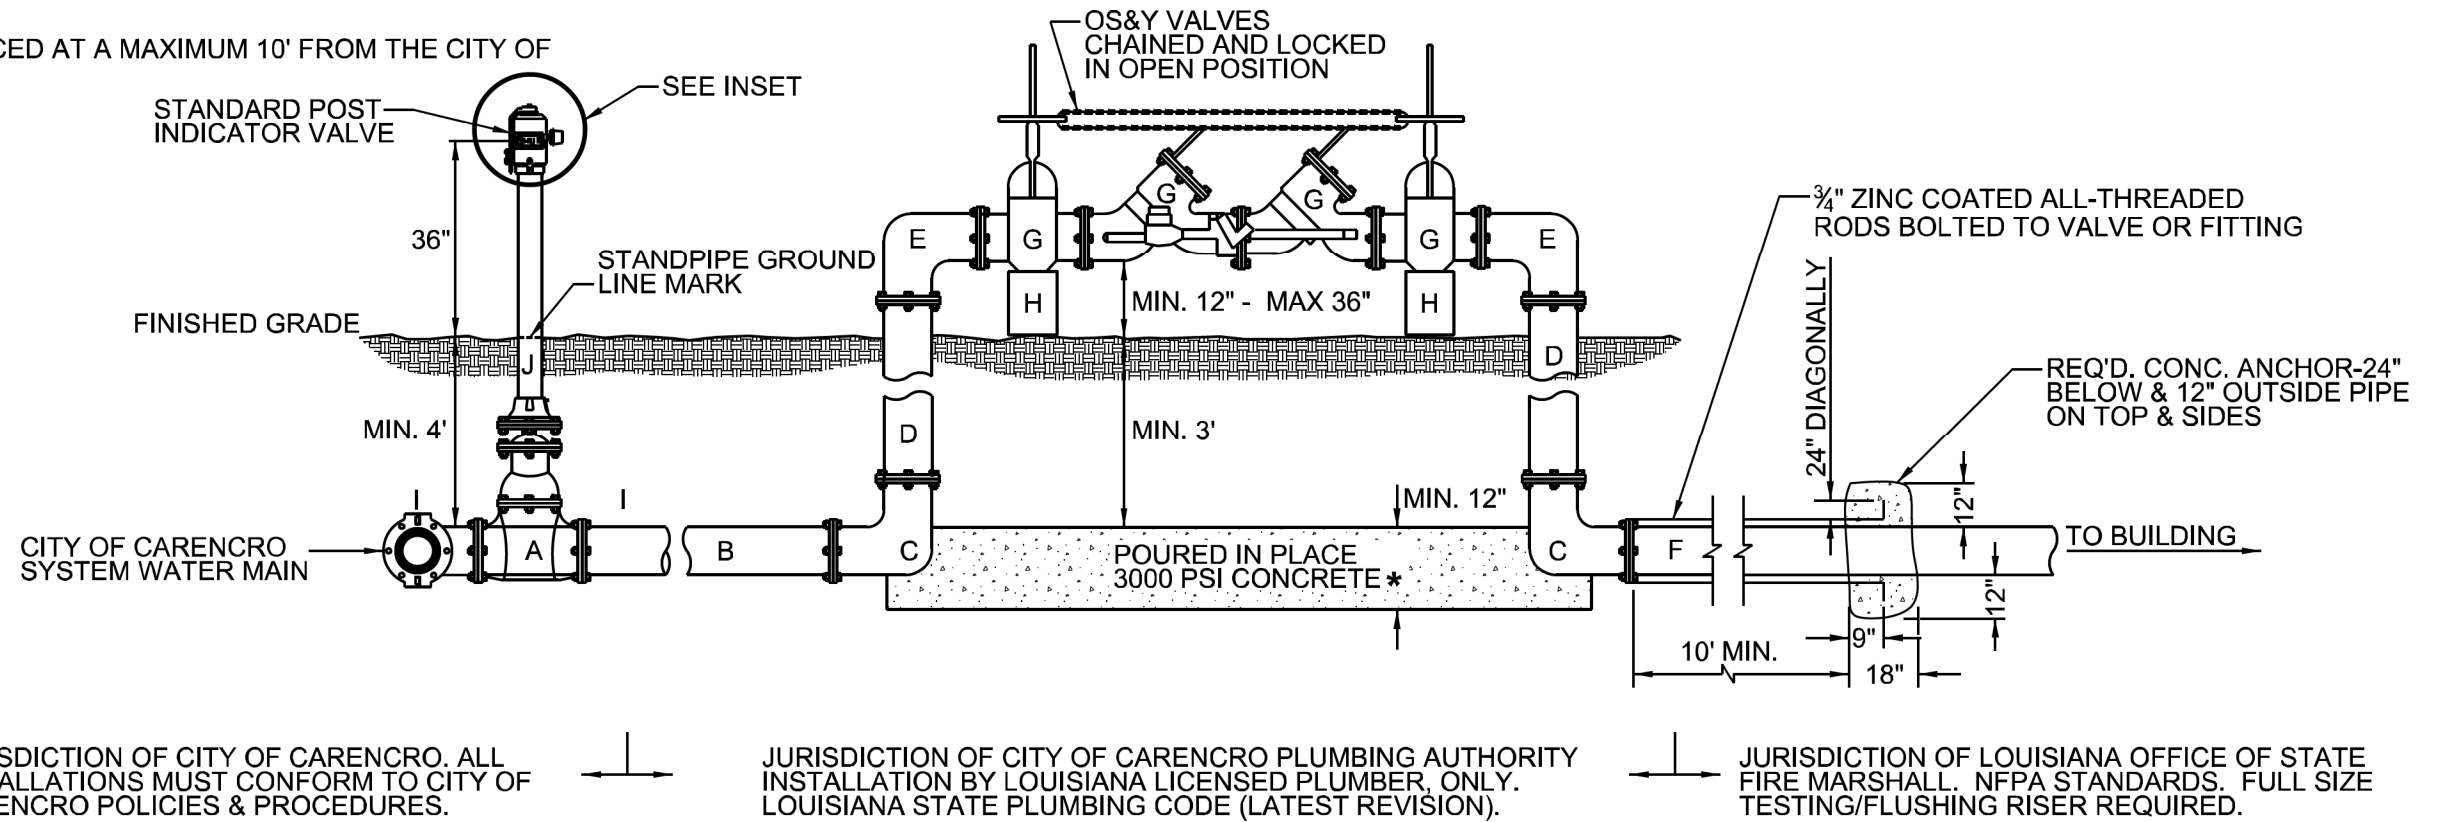 CED AT A MAXIMUM 10' FROM THE CITY OF
OS&Y VALVES
CHAINED AND LOCKED
IN OPEN POSITION
SEE INSET
STANDARD POST
INDICATOR VALVE
3/4" ZINC COATED ALL-THREADED
RODS BOLTED TO VALVE OR FITTING
G
G
36"
E
G
G
E
STANDPIPE GROUND
LINE MARK
24" DIAGONALLY
H
MIN. 12" - MAX 36"
H
FINISHED GRADE
J
D
REQ'D. CONC. ANCHOR-24"
BELOW & 12" OUTSIDE PIPE
ON TOP & SIDES
MIN. 4'
D
MIN. 3'
I
I
MIN. 12"
12"
CITY OF CARENCRO
SYSTEM WATER MAIN
A
B
C
POURED IN PLACE
3000 PSI CONCRETE *
C
F
TO BUILDING
12"
9"
10' MIN.
18"
SDICTION OF CITY OF CARENCRO. ALL
ALLATIONS MUST CONFORM TO CITY OF
ENCRO POLICIES & PROCEDURES.
JURISDICTION OF CITY OF CARENCRO PLUMBING AUTHORITY
INSTALLATION BY LOUISIANA LICENSED PLUMBER, ONLY.
LOUISIANA STATE PLUMBING CODE (LATEST REVISION).
JURISDICTION OF LOUISIANA OFFICE OF STATE
FIRE MARSHALL. NFPA STANDARDS. FULL SIZE
TESTING/FLUSHING RISER REQUIRED.